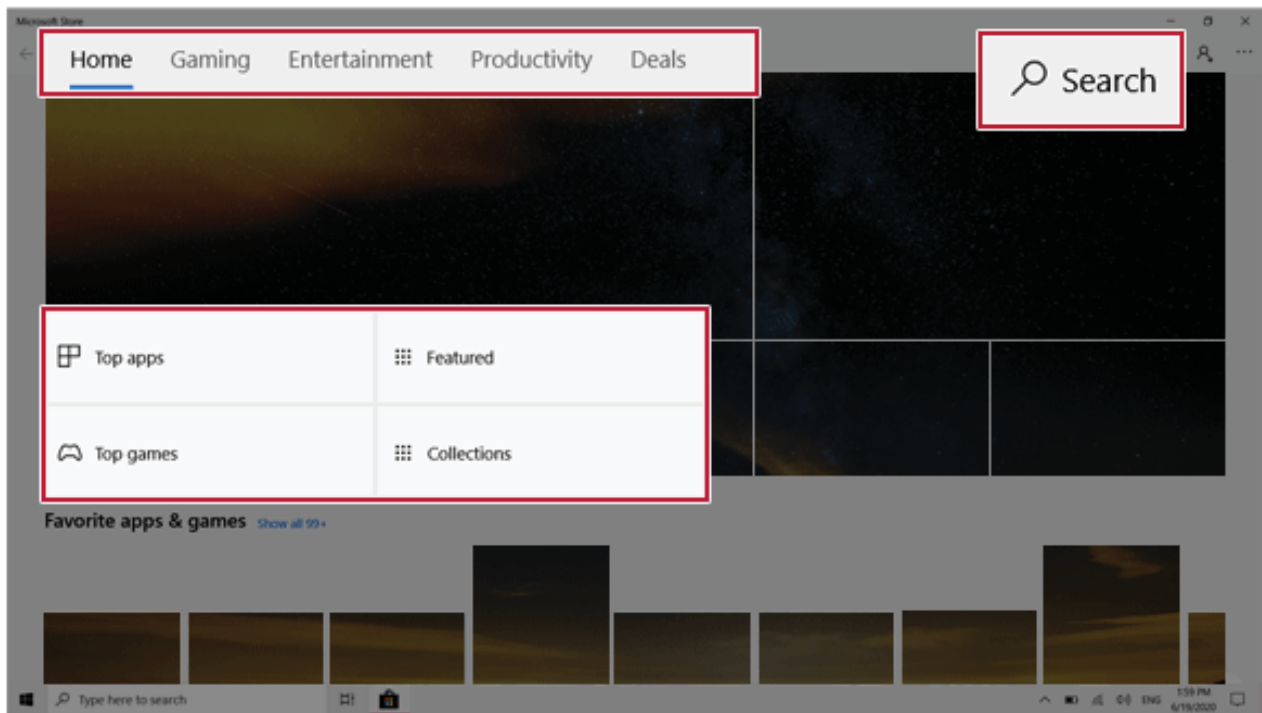 Microsoft Store
Home Gaming Entertainment Productivity Deals
Search
Top apps Featured
Top games Collections
Favorite apps & games Show all 99+
Type here to search
ENG
1:59 PM
6/19/2020